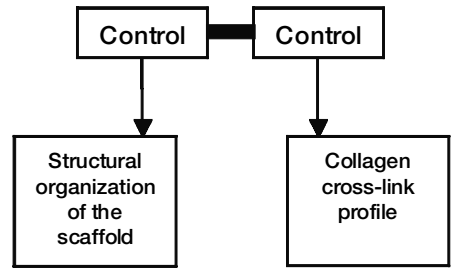 Control
Control
Structural
organization
of the
scaffold
Collagen
cross-link
profile